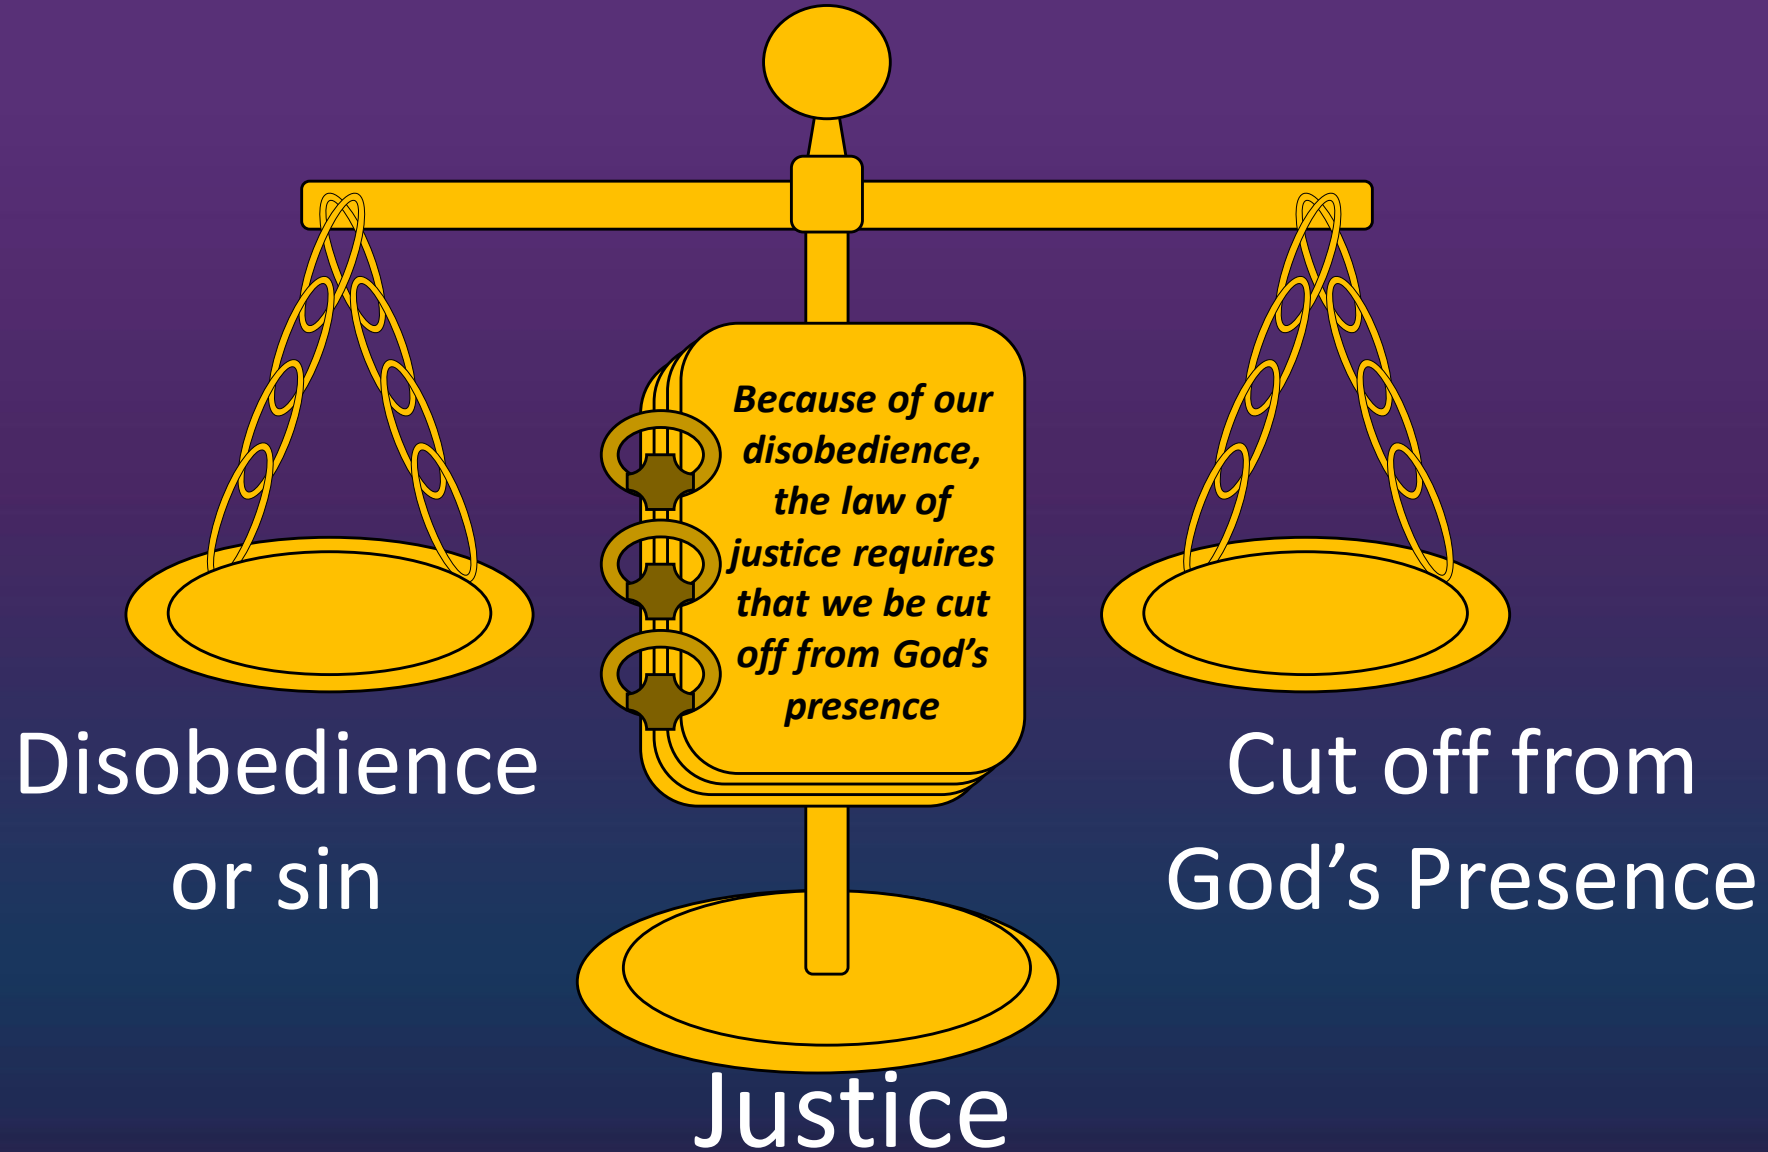 Because of our
disobedience,
the law of
justice requires
that we be cut
off from God’s
presence
Disobedience
or sin
Cut off from
God’s Presence
Justice